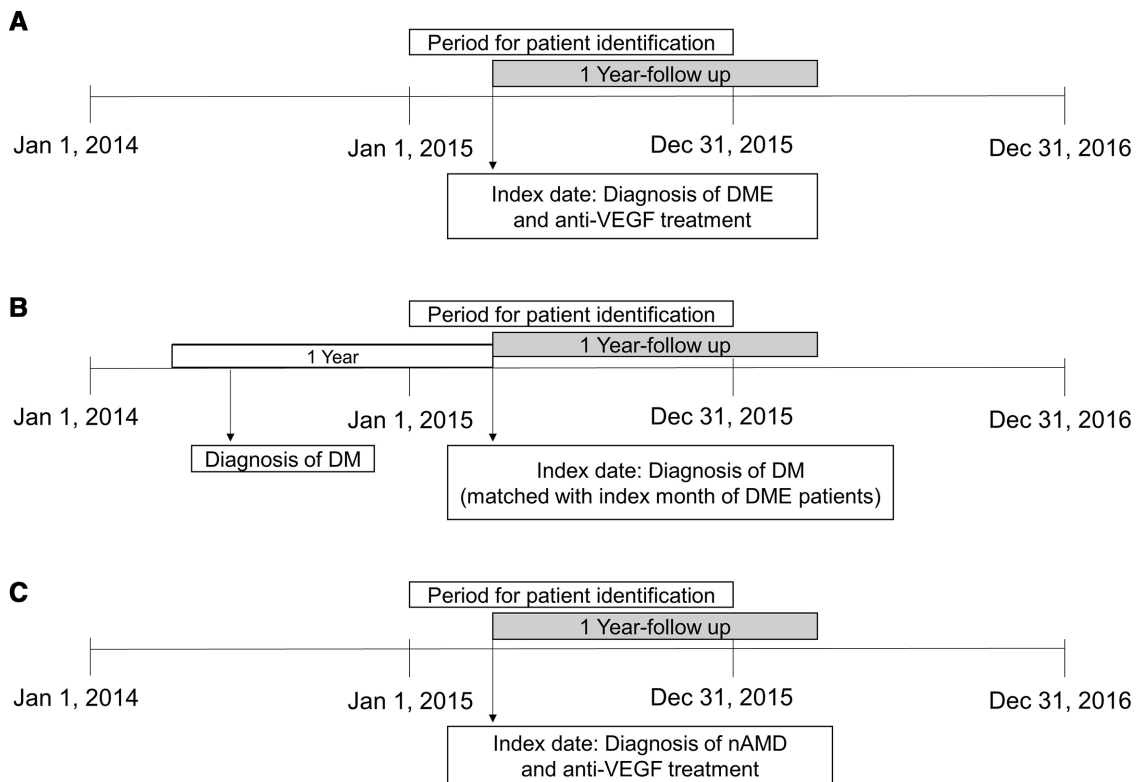 A
Period for patient identification
1 Year-follow up
Jan 1, 2014
Jan 1, 2015
Dec 31, 2015
Dec 31, 2016
Index date: Diagnosis of DME
and anti-VEGF treatment
B
Period for patient identification
1 Year-follow up
1 Year
Jan 1, 2014
Jan 1, 2015
Dec 31, 2015
Dec 31, 2016
Diagnosis of DM
Index date: Diagnosis of DM
(matched with index month of DME patients)
C
Period for patient identification
1 Year-follow up
Jan 1, 2014
Jan 1, 2015
Dec 31, 2015
Dec 31, 2016
Index date: Diagnosis of nAMD
and anti-VEGF treatment